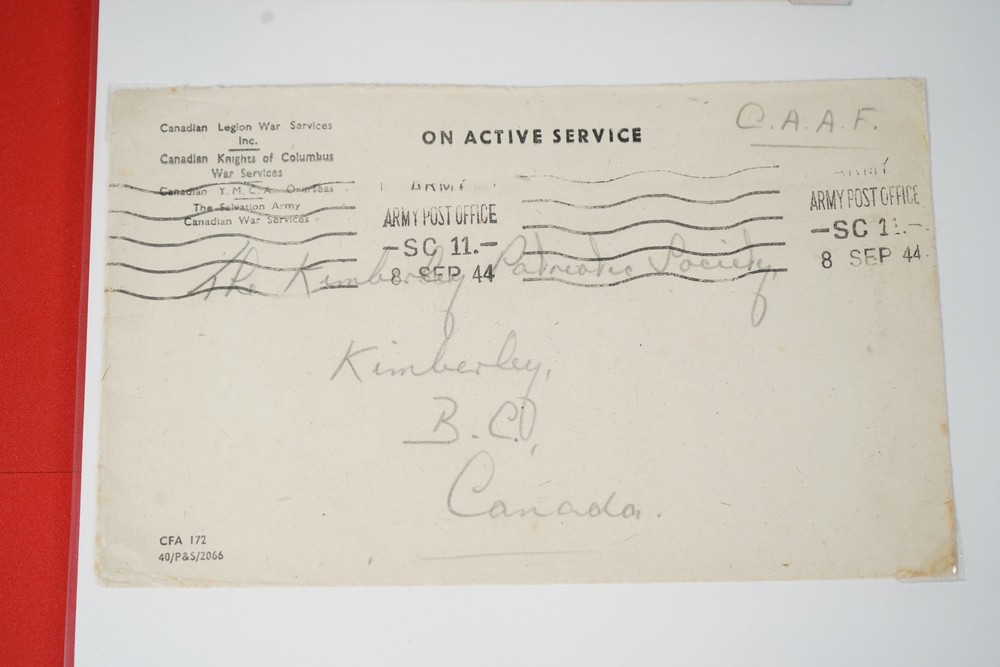 Canadian Legion War Services
Inc.
Canadian Knights of Columbus
War Services
Canadian Y.M.C.A. Overseas
The Salvation Army
Canadian War Services
ON ACTIVE SERVICE
C.A.A.F.
ARMY
ARMY POST OFFICE
-SC 11.-
8 SEP 44
ARMY
ARMY POST OFFICE
-SC 11.-
8 SEP 44
The Kimberley Patriotic Society
Kimberley,
B.C.,
Canada.
CFA 172
40/P&S/2066